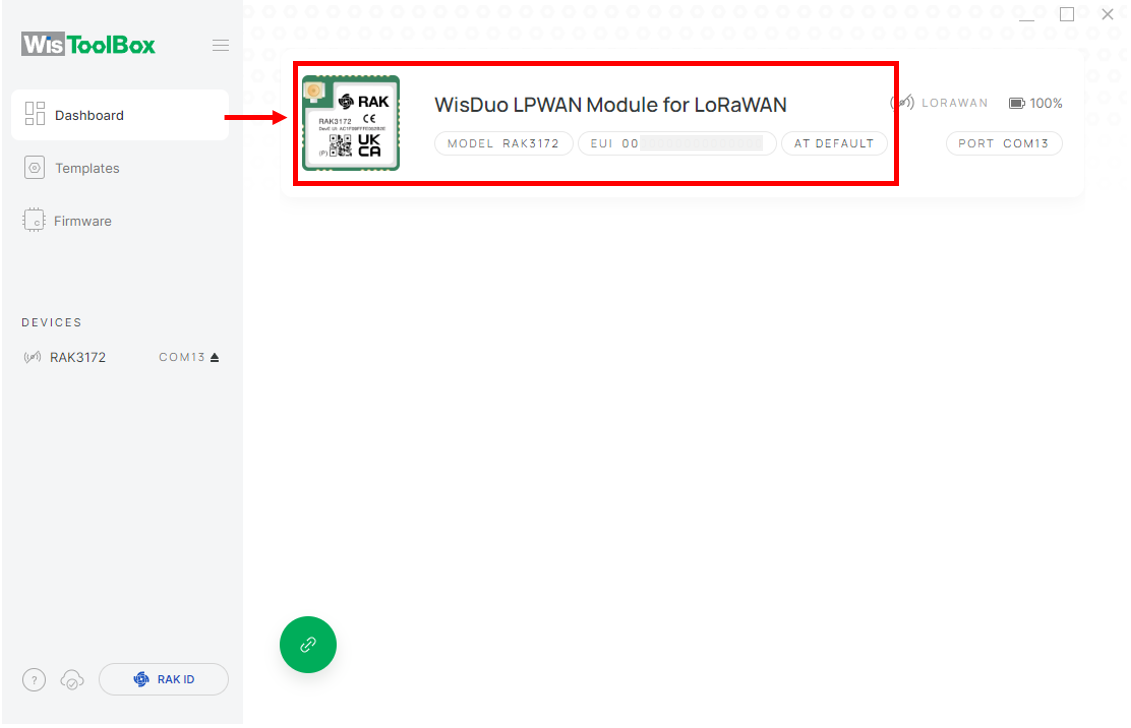 WisToolBox
Dashboard
Templates
Firmware
DEVICES
RAK3172 COM13
?
RAK ID
RAK
RAK3172 CE
(P) UK
CA
WisDuo LPWAN Module for LoRaWAN
MODEL RAK3172
EUI 00
AT DEFAULT
LORAWAN
100%
PORT COM13